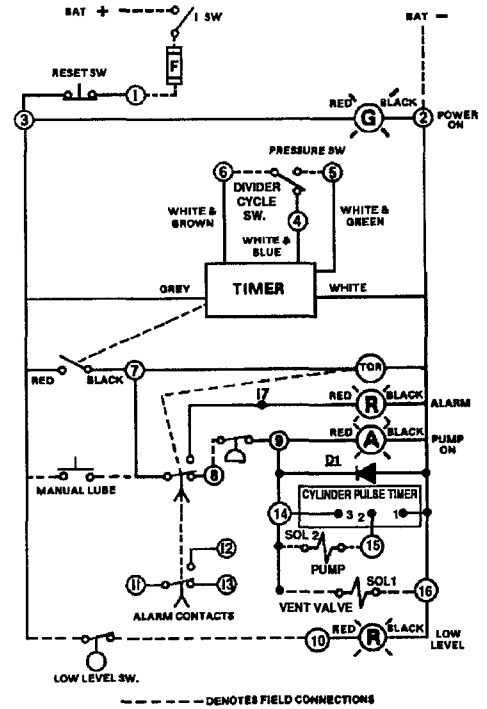 BAT +
1 SW
BAT -
F
RESET SW
1
3
RED
BLACK
G
2
POWER ON
PRESSURE SW
6
5
DIVIDER
CYCLE
SW.
WHITE &
BROWN
4
WHITE &
GREEN
WHITE
& BLUE
GREY
TIMER
WHITE
RED
BLACK
7
TDR
17
RED
BLACK
R
ALARM
9
RED
BLACK
A
PUMP
ON
8
D1
MANUAL LUBE
CYLINDER PULSE TIMER
14
3
2
1
SOL 2
15
PUMP
12
11
13
SOL1
16
VENT VALVE
ALARM CONTACTS
10
RED
BLACK
R
LOW
LEVEL
LOW LEVEL SW.
DENOTES FIELD CONNECTIONS